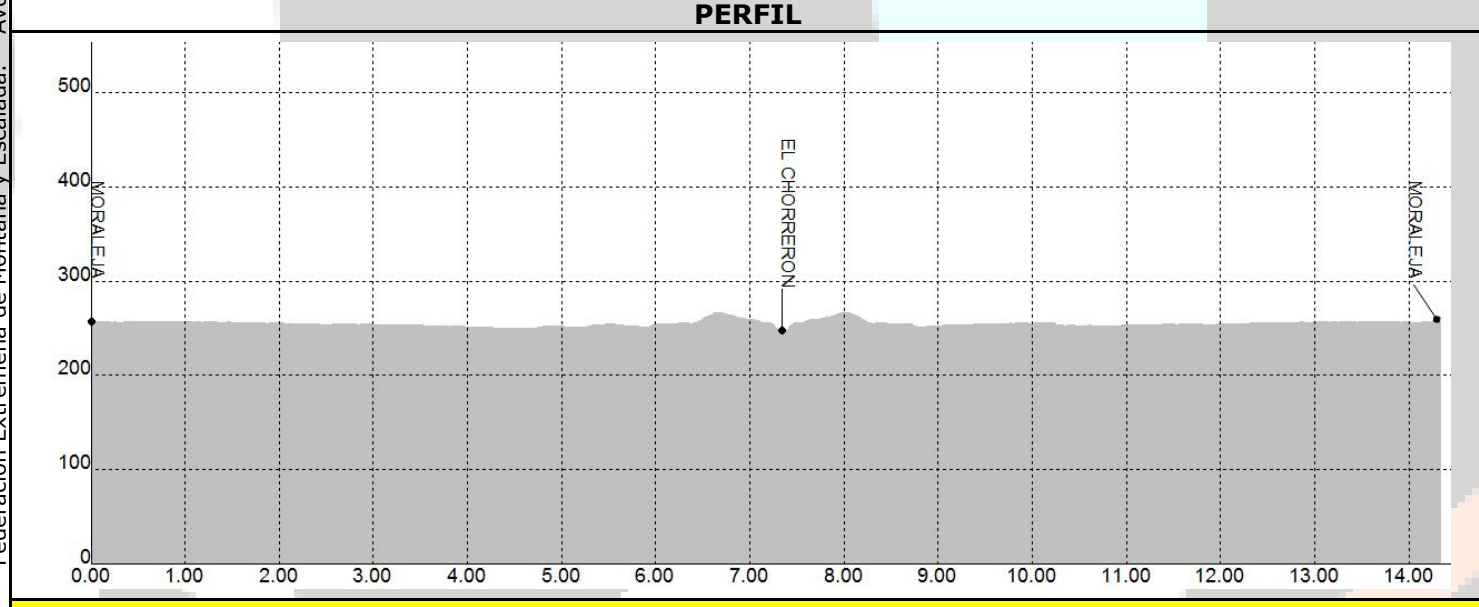 PERFIL
500
400
300
200
100
0
MORALEJA
EL CHORRERON
MORALEJA
0.00 1.00 2.00 3.00 4.00 5.00 6.00 7.00 8.00 9.00 10.00 11.00 12.00 13.00 14.00
Federación Extremeña de Montaña y Escalada.